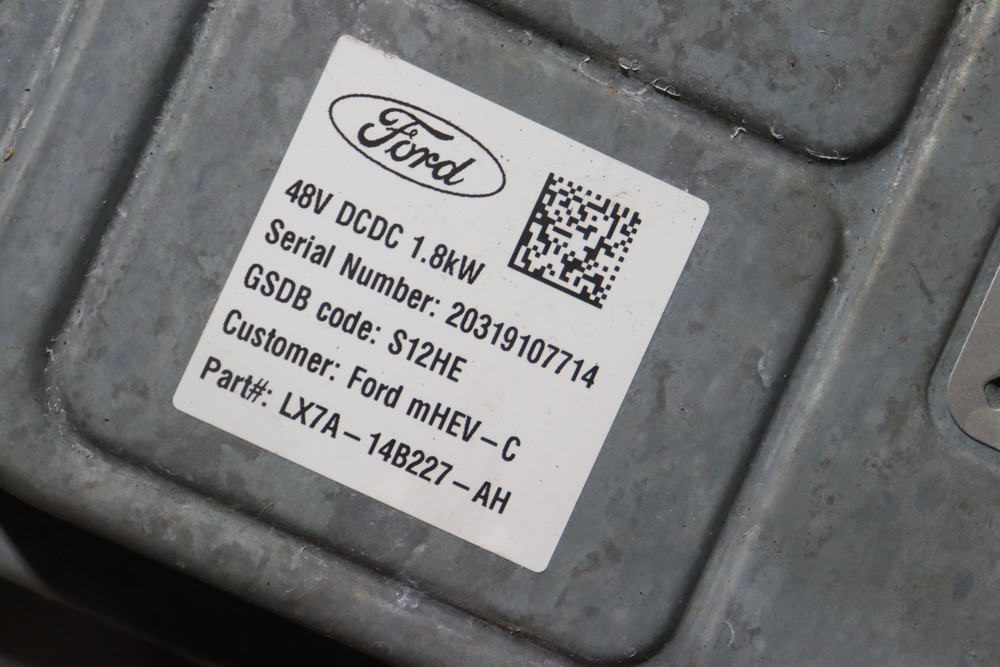 Ford
48V DCDC 1.8kW
Serial Number: 20319107714
GSDB code: S12HE
Customer: Ford mHEV-C
Part#: LX7A-14B227-AH